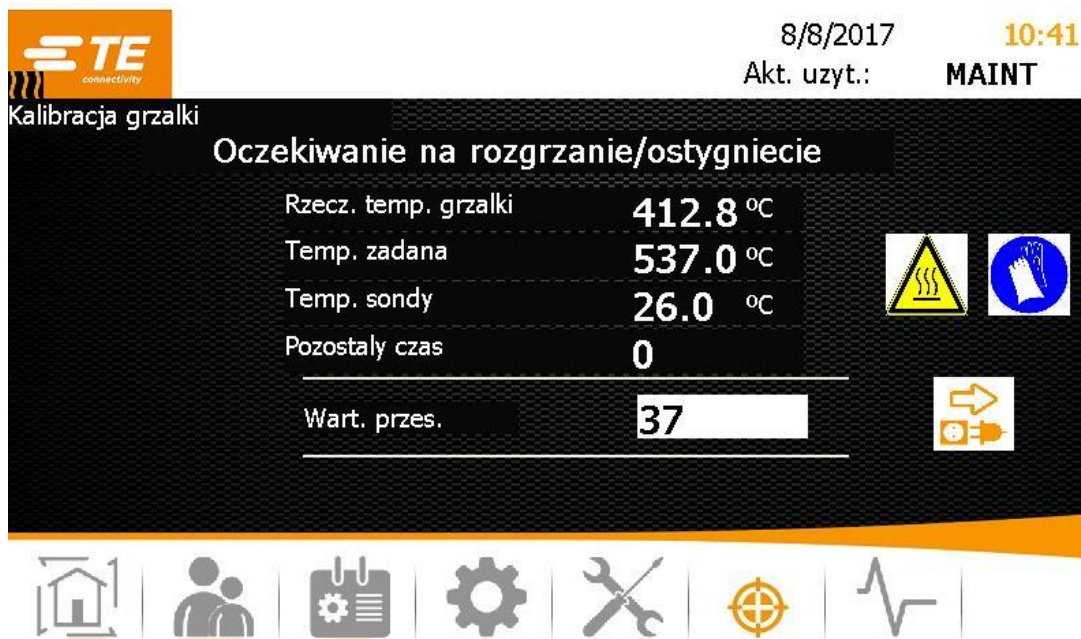 TE
connectivity
8/8/2017 10:41
Akt. uzyt.: MAINT
Kalibracja grzalki
Oczekiwanie na rozgrzanie/ostygniecie
Rzecz. temp. grzalki 412.8 ºC
Temp. zadana 537.0 ºC
Temp. sondy 26.0 ºC
Pozostaly czas 0
Wart. przes. 37